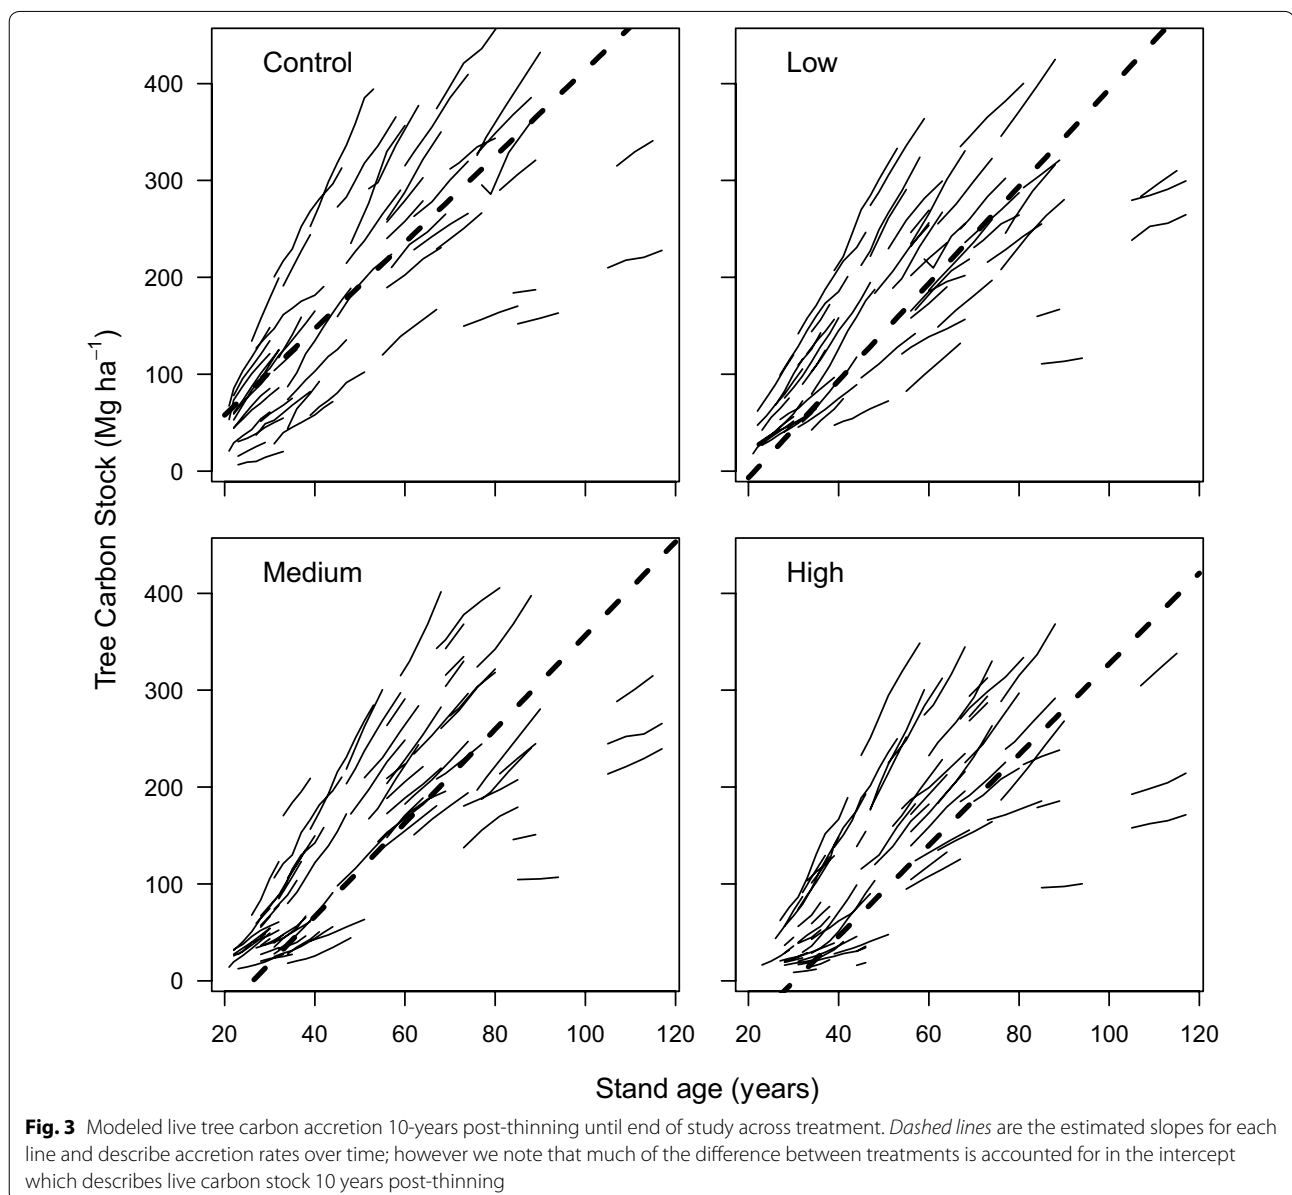 Control
Low
400
300
200
100
0
Medium
High
400
300
200
100
0
Tree Carbon Stock (Mg ha⁻¹)
20 40 60 80 100 120 20 40 60 80 100 120
Stand age (years)
Fig. 3 Modeled live tree carbon accretion 10-years post-thinning until end of study across treatment. Dashed lines are the estimated slopes for each
line and describe accretion rates over time; however we note that much of the difference between treatments is accounted for in the intercept
which describes live carbon stock 10 years post-thinning